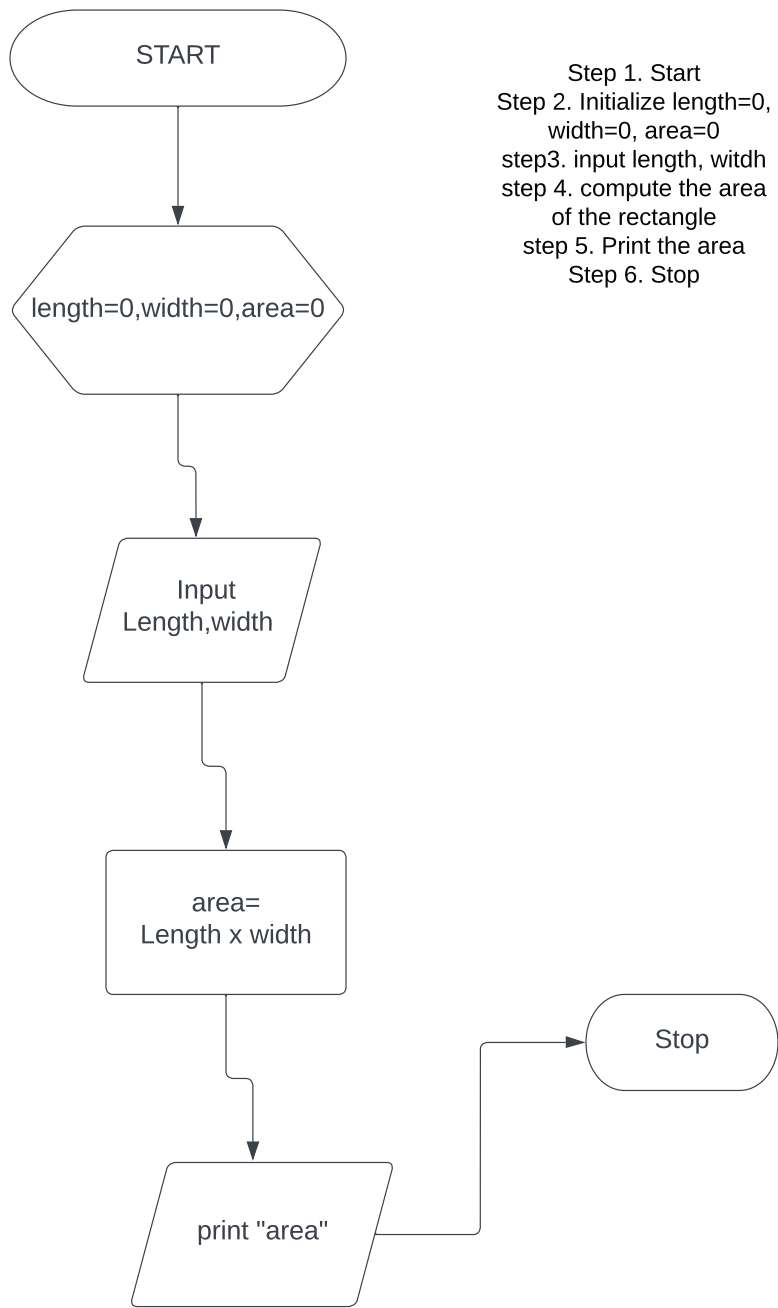 START
Step 1. Start
Step 2. Initialize length=0,
width=0, area=0
step3. input length, witdh
step 4. compute the area
of the rectangle
step 5. Print the area
Step 6. Stop
length=0,width=0,area=0
Input
Length,width
area=
Length x width
Stop
print "area"